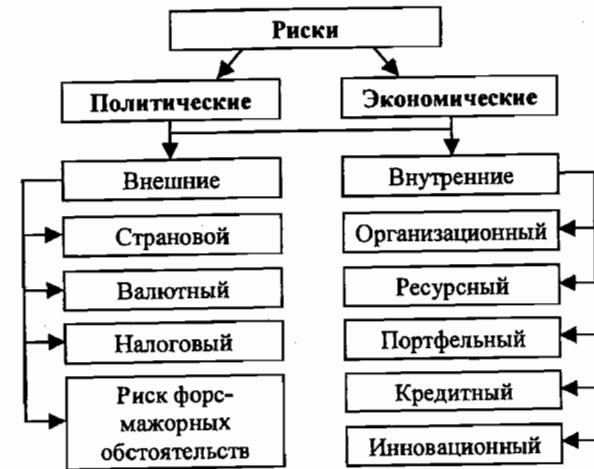 Риски
Политические
Экономические
Внешние
Внутренние
Страновой
Организационный
Валютный
Ресурсный
Налоговый
Портфельный
Риск форс-
мажорных
обстоятельств
Кредитный
Инновационный